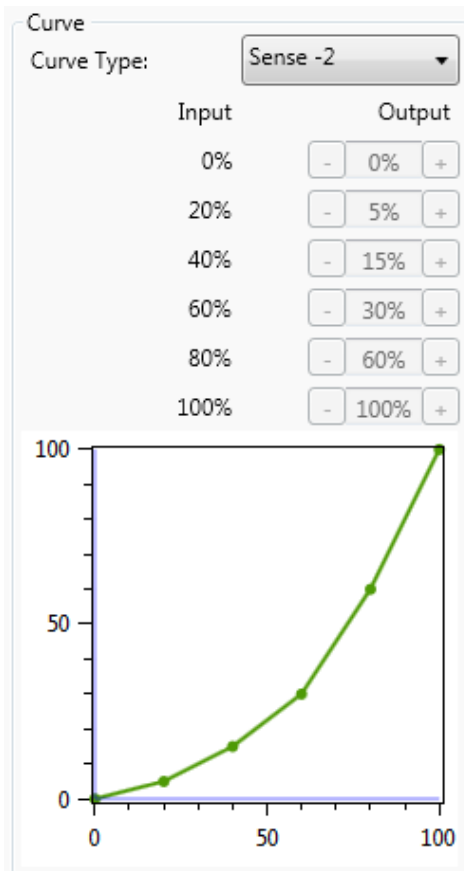 Curve
Curve Type: Sense -2
Input Output
0% - 0% +
20% - 5% +
40% - 15% +
60% - 30% +
80% - 60% +
100% - 100% +
100
50
0
0 50 100